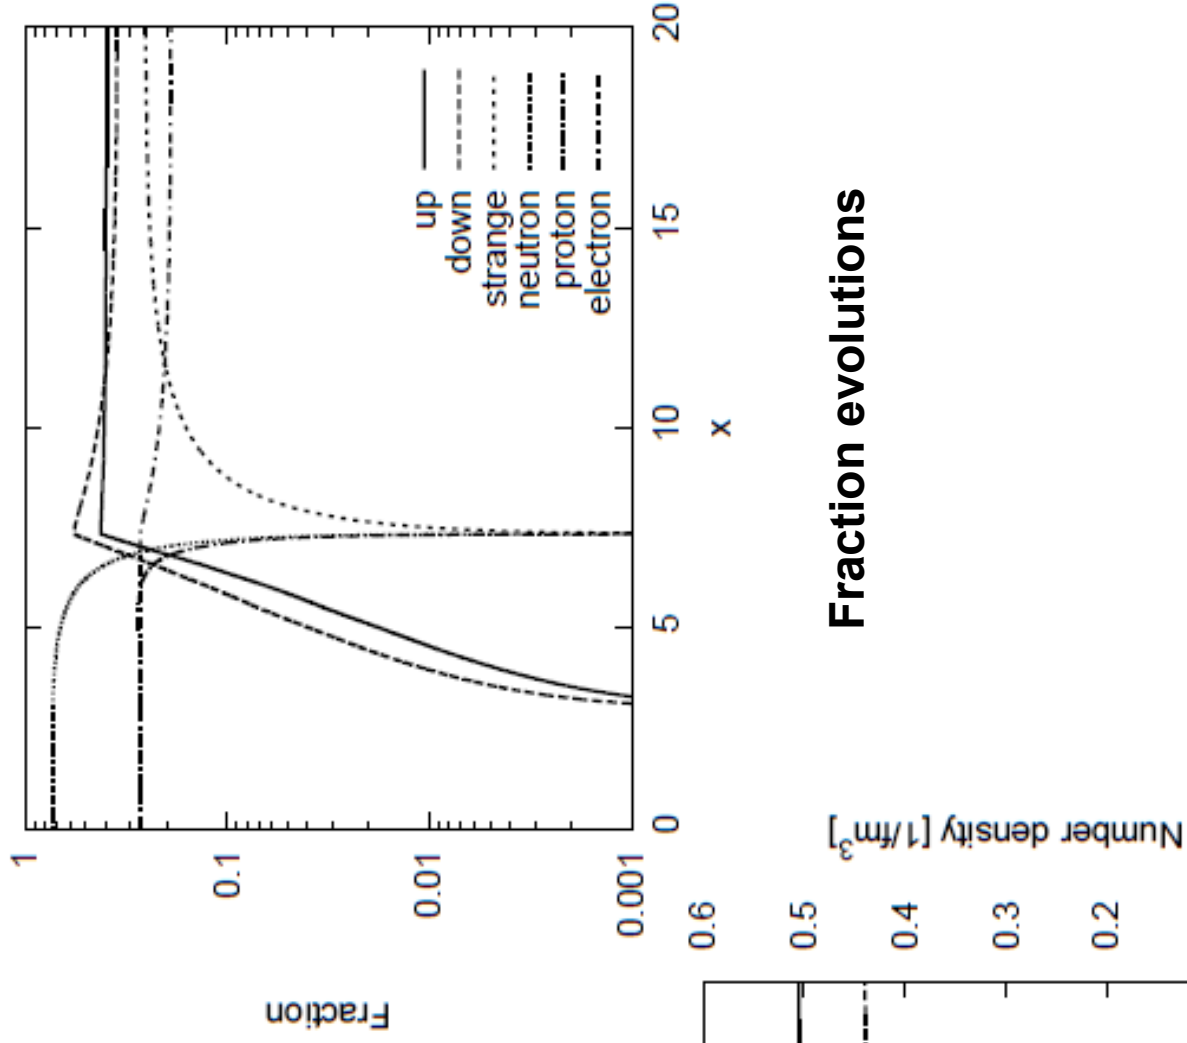 Fraction
1
0.1
0.01
0.001
0
5
10
15
20
x
up
down
strange
neutron
proton
electron
Fraction evolutions
Number density [1/fm³]
0.6
0.5
0.4
0.3
0.2